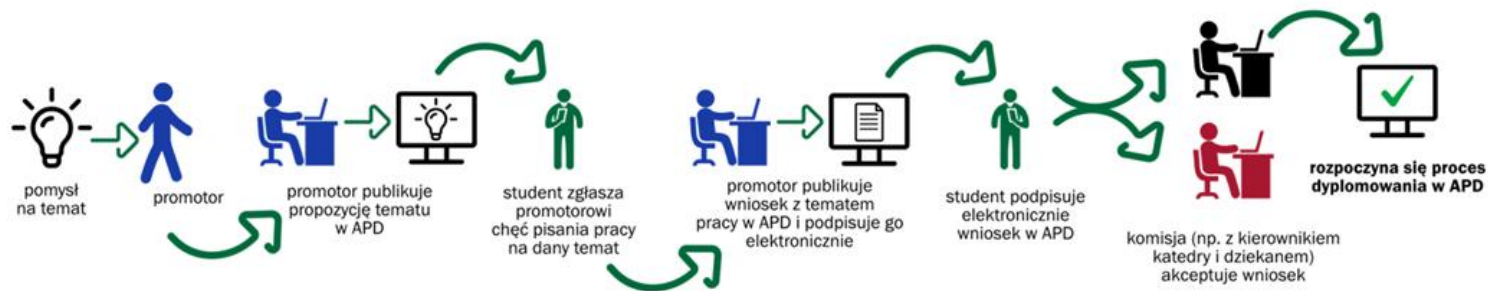 pomysł
na temat
promotor
promotor publikuje
propozycję tematu
w APD
student zgłasza
promotorowi
chęć pisania pracy
na dany temat
promotor publikuje
wniosek z tematem
pracy w APD i podpisuje go
elektronicznie
student podpisuje
elektronicznie
wniosek w APD
komisja (np. z kierownikiem
katedry i dziekanem)
akceptuje wniosek
rozpoczyna się proces
dyplomowania w APD